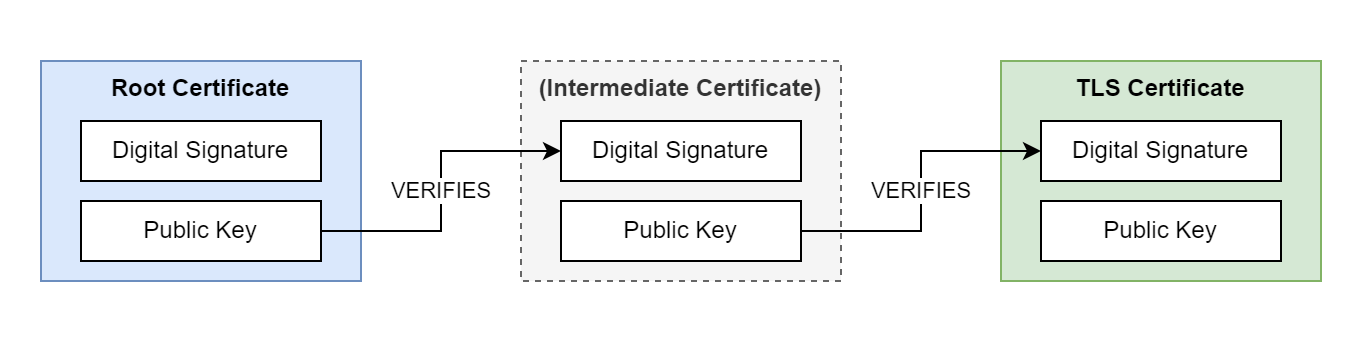 Root Certificate
Digital Signature
Public Key
VERIFIES
(Intermediate Certificate)
Digital Signature
Public Key
VERIFIES
TLS Certificate
Digital Signature
Public Key